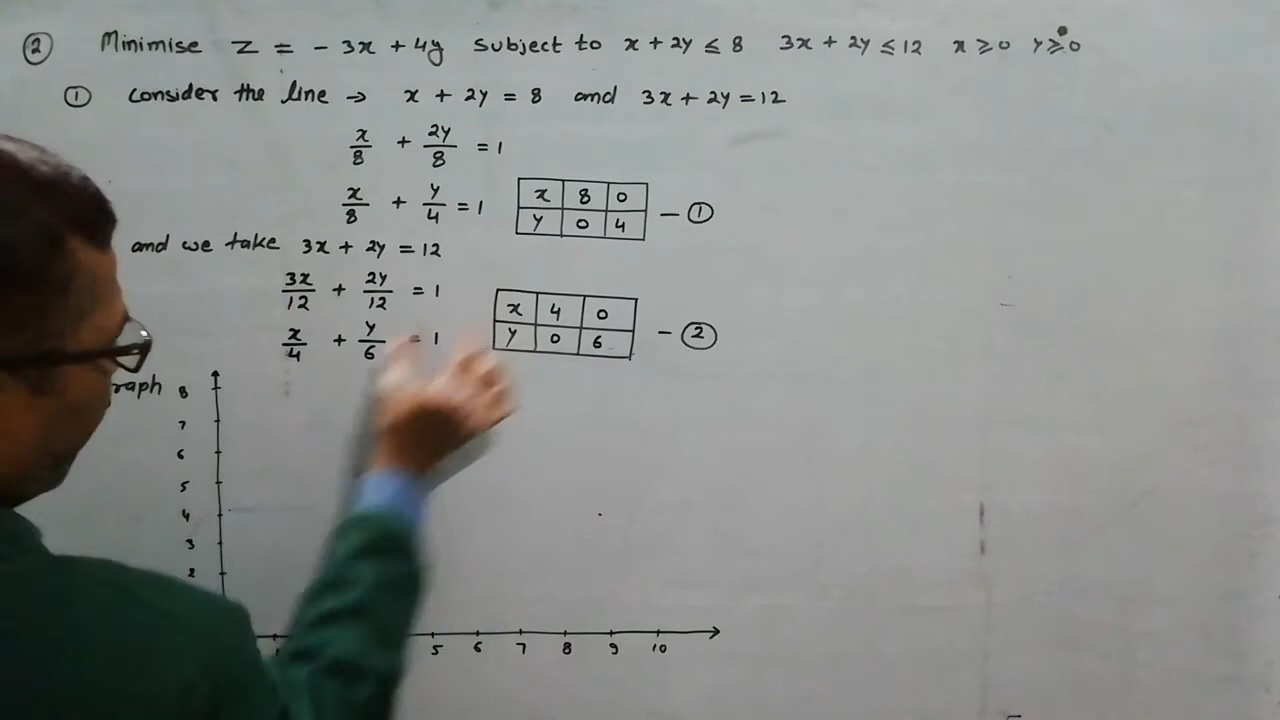 ② Minimise Z = - 3x + 4y subject to x + 2y ≤ 8 3x + 2y ≤ 12 x ≥ 0 y ≥ 0
① consider the line → x + 2y = 8 and 3x + 2y = 12
x/8 + 2y/8 = 1
x/8 + y/4 = 1
x 8 0
y 0 4
- ①
and we take 3x + 2y = 12
3x/12 + 2y/12 = 1
x/4 + y/6 = 1
x 4 0
y 0 6
- ②
raph
8
7
6
5
4
3
2
5 6 7 8 9 10